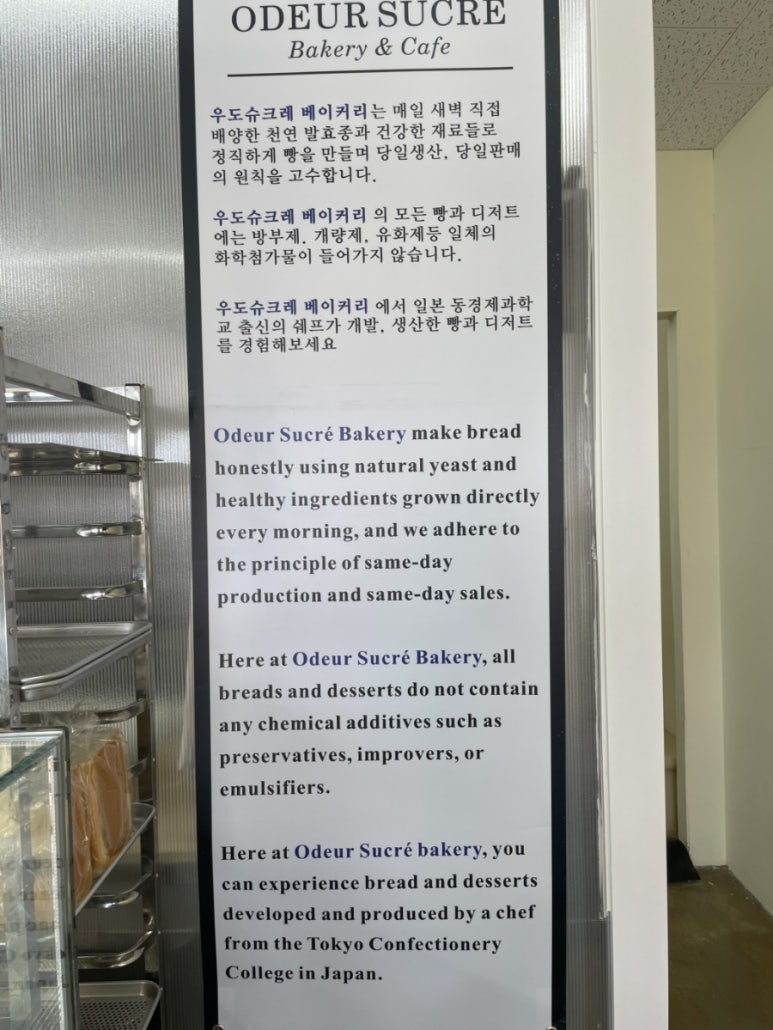 ODEUR SUCRÉ
Bakery & Cafe
우도슈크레 베이커리는 매일 새벽 직접
배양한 천연 발효종과 건강한 재료들로
정직하게 빵을 만들며 당일생산, 당일판매
의 원칙을 고수합니다.
우도슈크레 베이커리 의 모든 빵과 디저트
에는 방부제. 개량제, 유화제등 일체의
화학첨가물이 들어가지 않습니다.
우도슈크레 베이커리 에서 일본 동경제과학
교 출신의 쉐프가 개발, 생산한 빵과 디저트
를 경험해보세요
Odeur Sucré Bakery make bread
honestly using natural yeast and
healthy ingredients grown directly
every morning, and we adhere to
the principle of same-day
production and same-day sales.
Here at Odeur Sucré Bakery, all
breads and desserts do not contain
any chemical additives such as
preservatives, improvers, or
emulsifiers.
Here at Odeur Sucré bakery, you
can experience bread and desserts
developed and produced by a chef
from the Tokyo Confectionery
College in Japan.